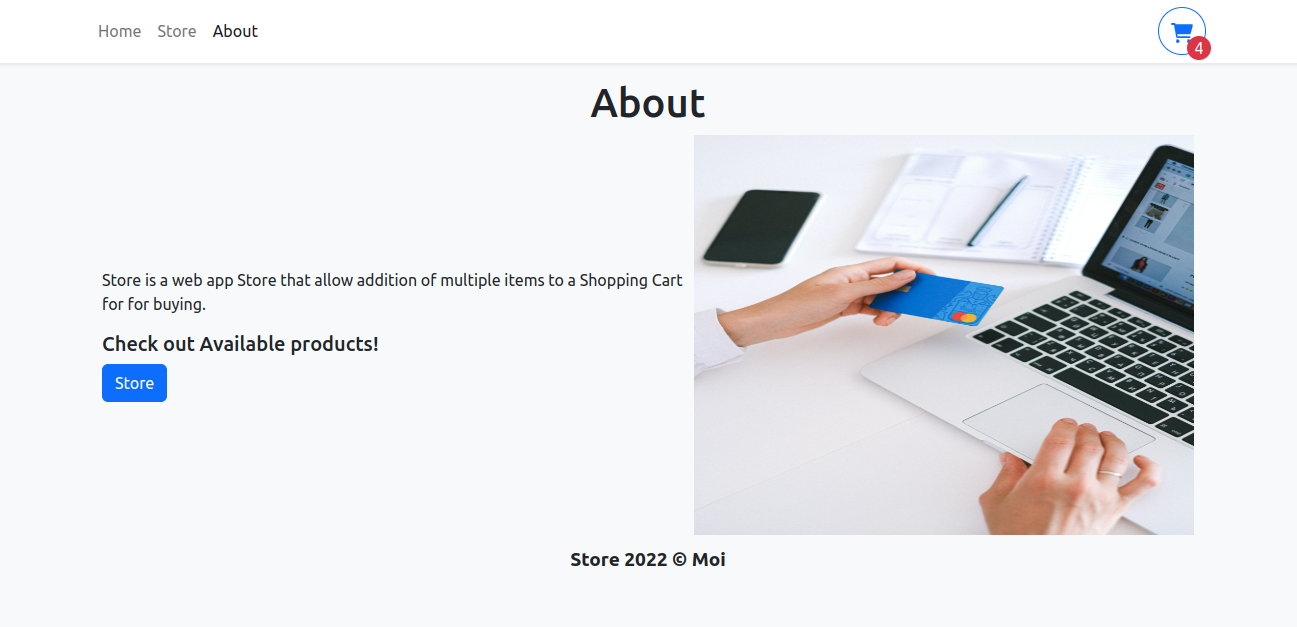 Home Store About
4
About
Store is a web app Store that allow addition of multiple items to a Shopping Cart
for for buying.
Check out Available products!
Store
Store 2022 © Moi